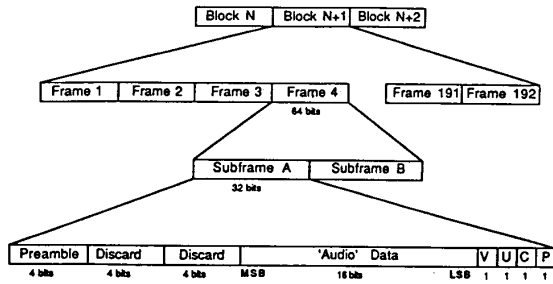 Block N Block N+1 Block N+2
Frame 1 Frame 2 Frame 3 Frame 4 Frame 191 Frame 192
64 bits
Subframe A Subframe B
32 bits
Preamble Discard Discard 'Audio' Data V U C P
4 bits 4 bits 4 bits MSB 16 bits LSB 1 1 1 1